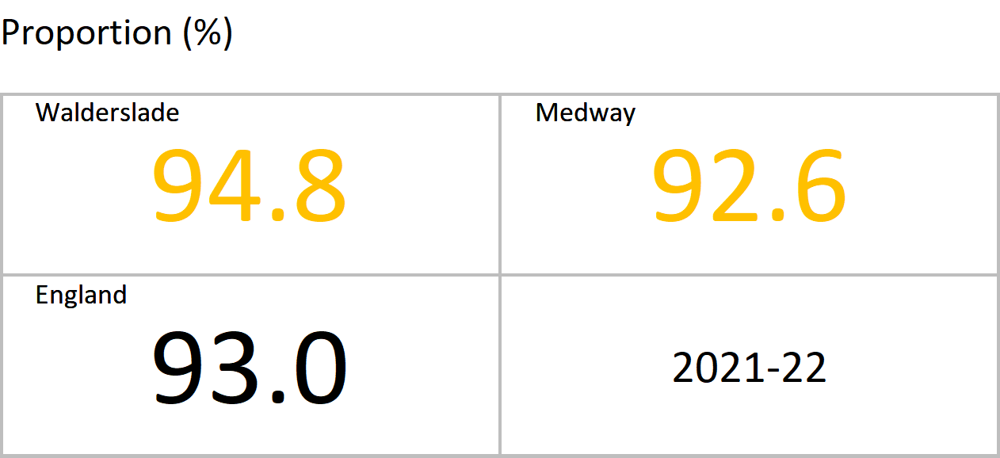 Proportion (%)
Walderslade
94.8
Medway
92.6
England
93.0
2021-22